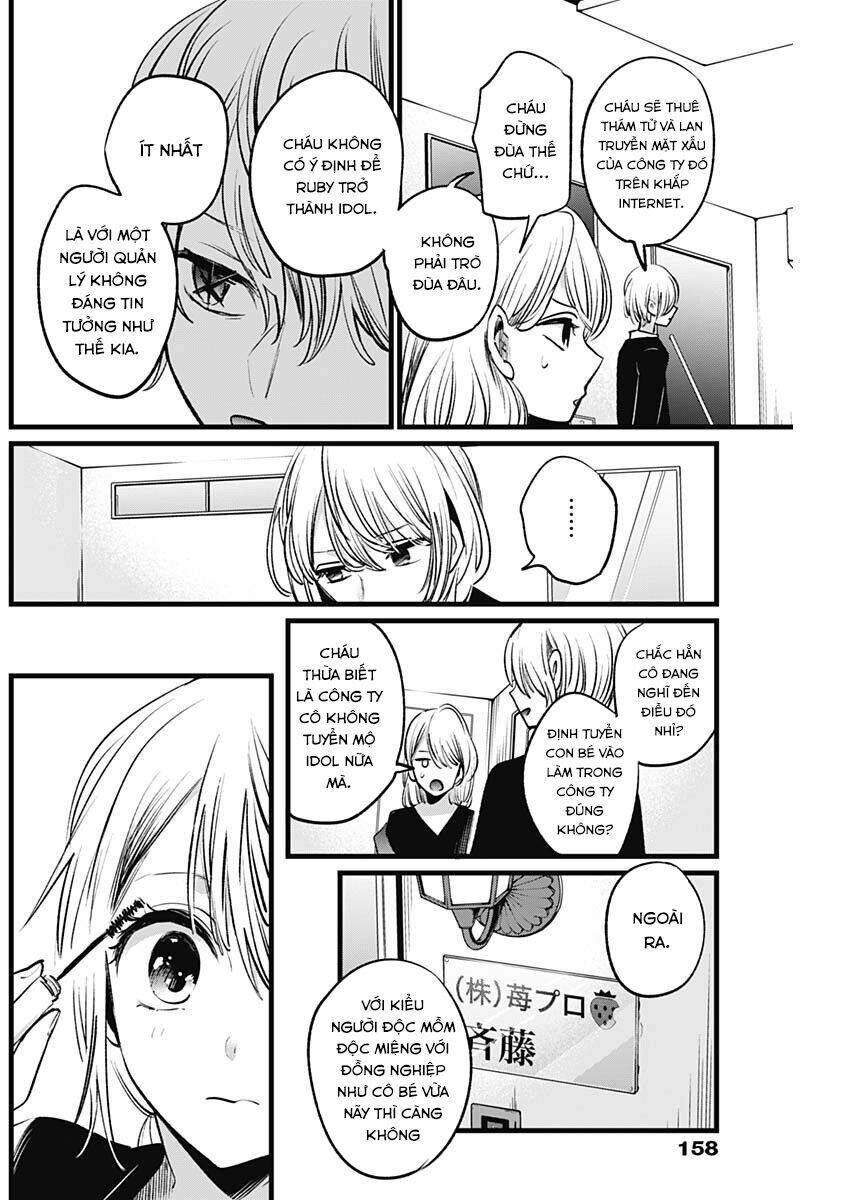 CHÁU SẼ THUÊ
THÁM TỬ VÀ LAN
TRUYỀN MẶT XẤU
CỦA CÔNG TY ĐÓ
TRÊN KHẮP
INTERNET.
CHÁU
ĐỪNG
ĐÙA THẾ
CHỨ...
KHÔNG
PHẢI TRÒ
ĐÙA ĐÂU.
CHÁU KHÔNG
CÓ Ý ĐỊNH ĐỂ
RUBY TRỞ
THÀNH IDOL.
ÍT NHẤT
LÀ VỚI MỘT
NGƯỜI QUẢN
LÝ KHÔNG
ĐÁNG TIN
TƯỞNG NHƯ
THẾ KIA.
......
CHẮC HẲN
CÔ ĐANG
NGHĨ ĐẾN
ĐIỀU ĐÓ
NHỈ?
ĐỊNH TUYỂN
CON BÉ VÀO
LÀM TRONG
CÔNG TY
ĐÚNG
KHÔNG?
CHÁU
THỪA BIẾT
LÀ CÔNG TY
CÔ KHÔNG
TUYỂN MỘ
IDOL NỮA
MÀ.
NGOÀI
RA.
(株)苺プロ
斉藤
VỚI KIỂU
NGƯỜI ĐỘC MỒM
ĐỘC MIỆNG VỚI
ĐỒNG NGHIỆP
NHƯ CÔ BÉ VỪA
NÃY THÌ CÀNG
KHÔNG
158